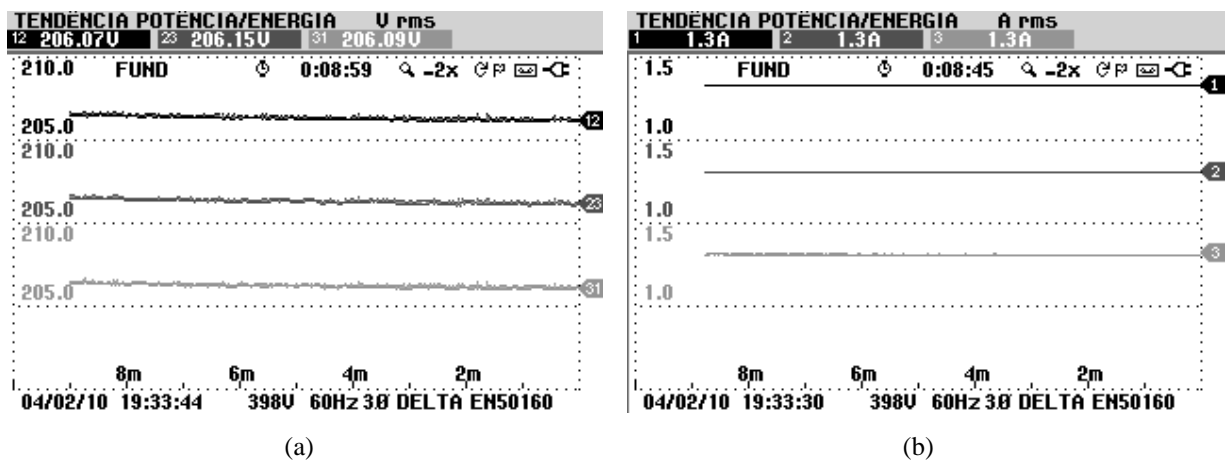 TENDÊNCIA POTÊNCIA/ENERGIA V rms
12 206.07V 23 206.15V 31 206.09V
210.0 FUND 0:08:59 -2x
205.0
12
210.0
205.0
23
210.0
205.0
31
8m 6m 4m 2m
04/02/10 19:33:44 398V 60Hz 3Ø DELTA EN50160
(a)
TENDÊNCIA POTÊNCIA/ENERGIA A rms
1 1.3A 2 1.3A 3 1.3A
1.5 FUND 0:08:45 -2x
1
1.0
1.5
2
1.0
1.5
3
1.0
8m 6m 4m 2m
04/02/10 19:33:30 398V 60Hz 3Ø DELTA EN50160
(b)